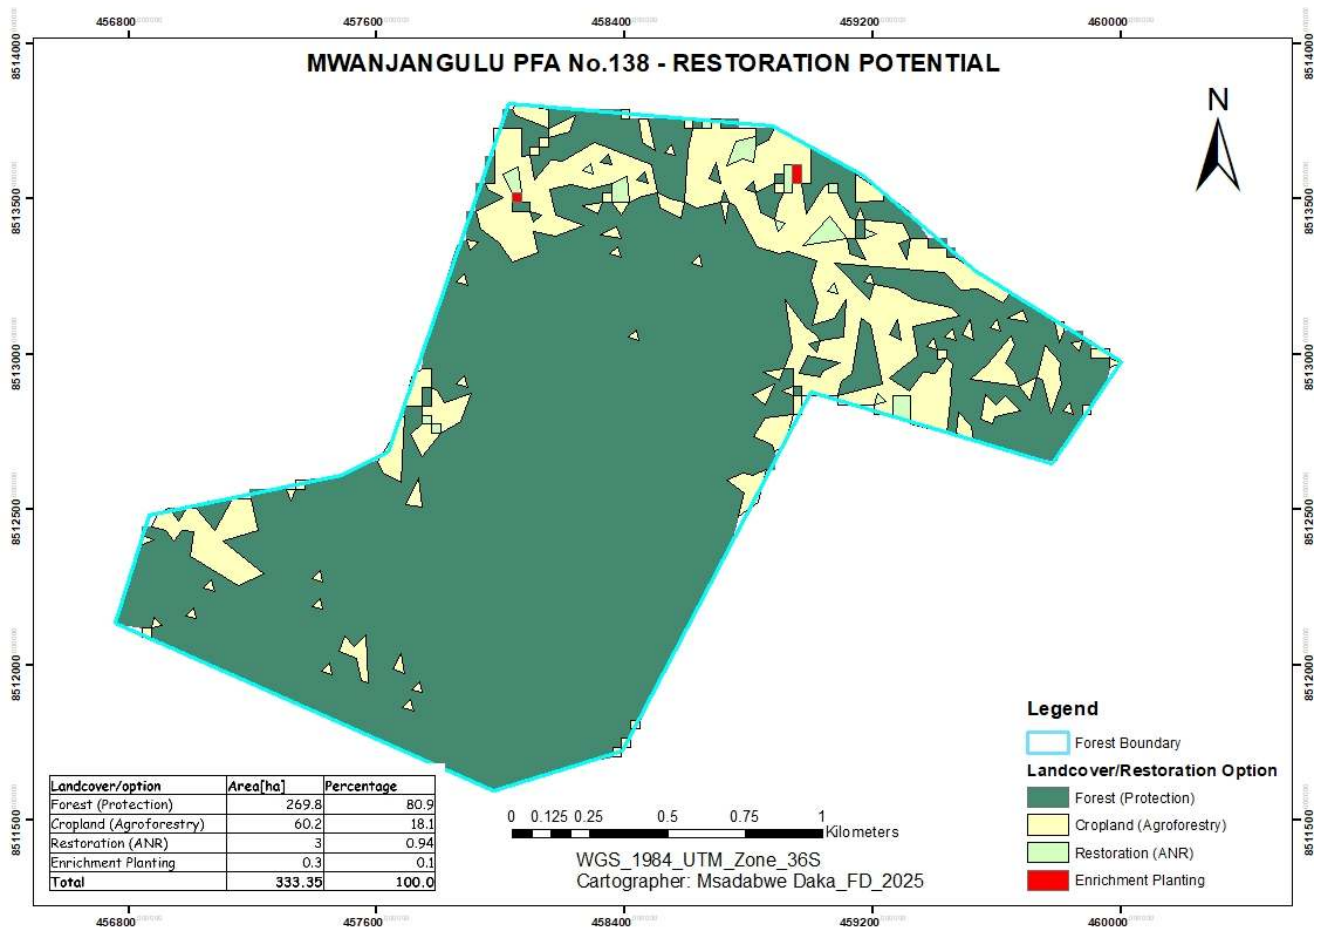 456800 457600 458400 459200 460000
8514000 8514000
MWANJANGULU PFA No.138 - RESTORATION POTENTIAL
N
8513500 8513500
8513000 8513000
8512500 8512500
8512000 8512000
Legend
Forest Boundary
Landcover/Restoration Option
Forest (Protection)
Cropland (Agroforestry)
Restoration (ANR)
Enrichment Planting
Landcover/option Area[ha] Percentage
Forest (Protection) 269.8 80.9
Cropland (Agroforestry) 60.2 18.1
Restoration (ANR) 3 0.94
Enrichment Planting 0.3 0.1
Total 333.35 100.0
8511500 8511500
0 0.125 0.25 0.5 0.75 1
Kilometers
WGS_1984_UTM_Zone_36S
Cartographer: Msadabwe Daka_FD_2025
456800 457600 458400 459200 460000